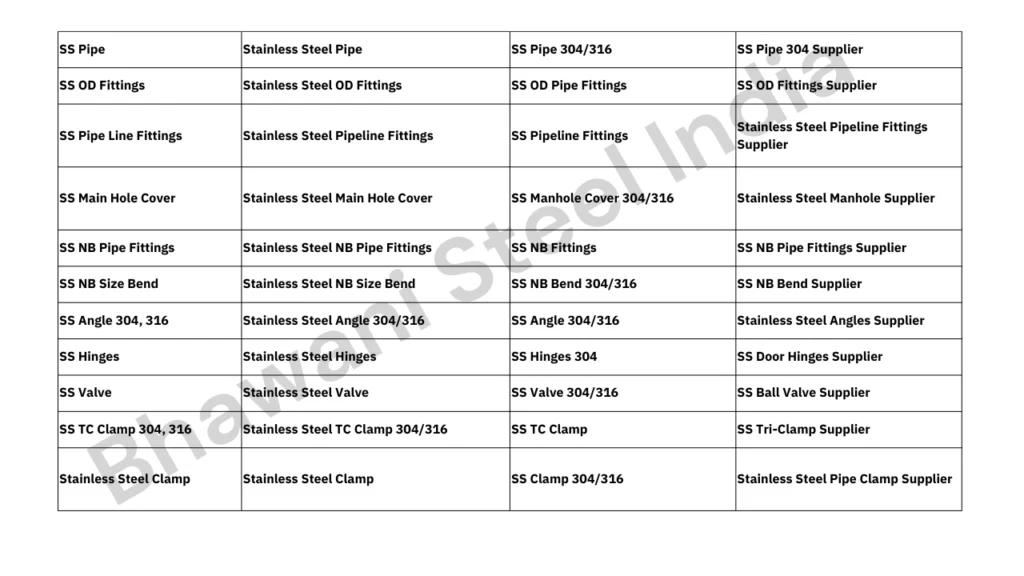 SS Pipe Stainless Steel Pipe SS Pipe 304/316 SS Pipe 304 Supplier
SS OD Fittings Stainless Steel OD Fittings SS OD Pipe Fittings SS OD Fittings Supplier
SS Pipe Line Fittings Stainless Steel Pipeline Fittings SS Pipeline Fittings Stainless Steel Pipeline Fittings
Supplier
SS Main Hole Cover Stainless Steel Main Hole Cover SS Manhole Cover 304/316 Stainless Steel Manhole Supplier
SS NB Pipe Fittings Stainless Steel NB Pipe Fittings SS NB Fittings SS NB Pipe Fittings Supplier
SS NB Size Bend Stainless Steel NB Size Bend SS NB Bend 304/316 SS NB Bend Supplier
SS Angle 304, 316 Stainless Steel Angle 304/316 SS Angle 304/316 Stainless Steel Angles Supplier
SS Hinges Stainless Steel Hinges SS Hinges 304 SS Door Hinges Supplier
SS Valve Stainless Steel Valve SS Valve 304/316 SS Ball Valve Supplier
SS TC Clamp 304, 316 Stainless Steel TC Clamp 304/316 SS TC Clamp SS Tri-Clamp Supplier
Stainless Steel Clamp Stainless Steel Clamp SS Clamp 304/316 Stainless Steel Pipe Clamp Supplier
Bhawani Steel India